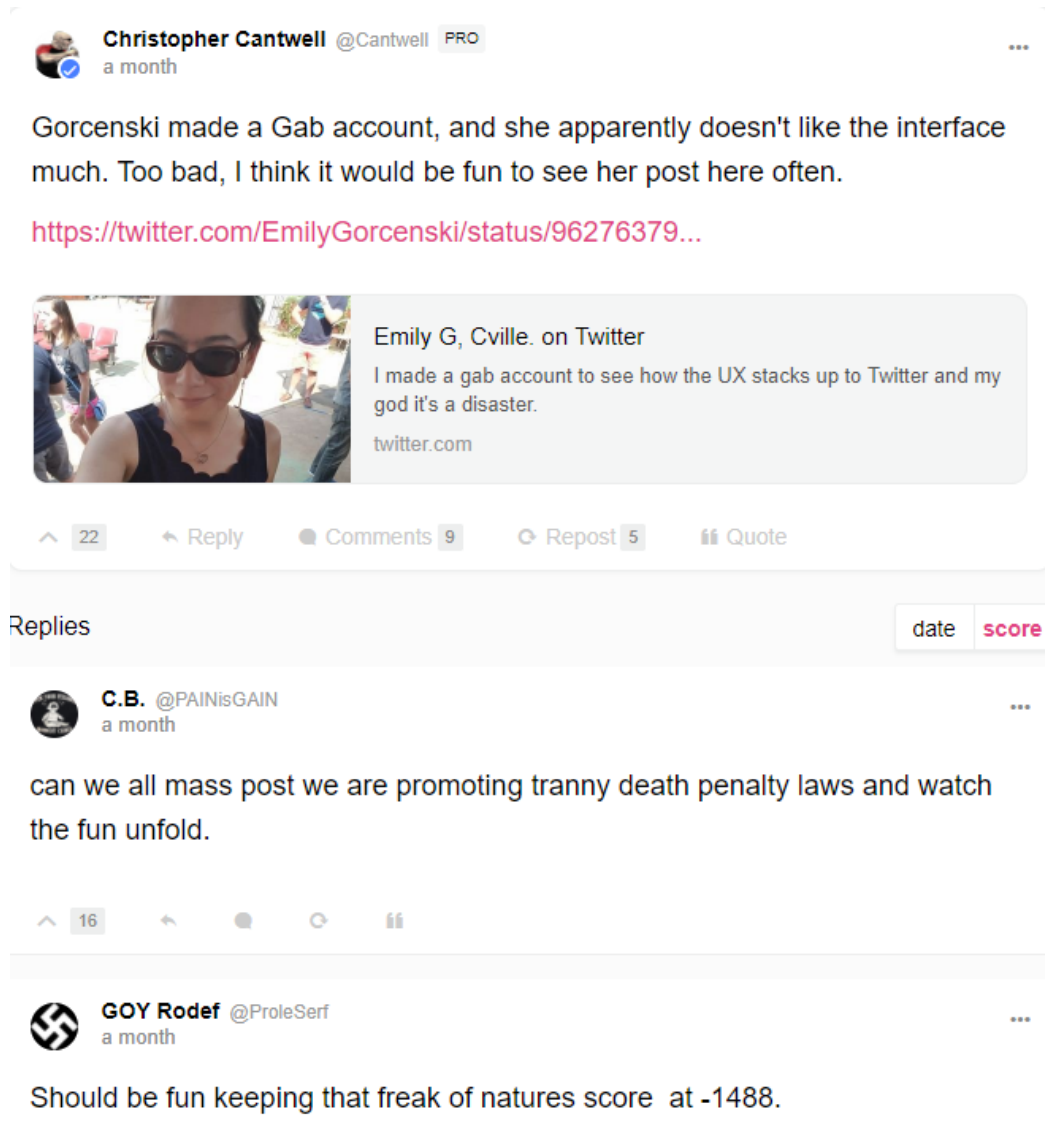 Christopher Cantwell @Cantwell PRO
a month
Gorcenski made a Gab account, and she apparently doesn't like the interface
much. Too bad, I think it would be fun to see her post here often.
https://twitter.com/EmilyGorcenski/status/96276379...
Emily G, Cville. on Twitter
I made a gab account to see how the UX stacks up to Twitter and my
god it's a disaster.
twitter.com
22 Reply Comments 9 Repost 5 Quote
Replies date score
C.B. @PAINisGAIN
a month
can we all mass post we are promoting tranny death penalty laws and watch
the fun unfold.
16
GOY Rodef @ProleSerf
a month
Should be fun keeping that freak of natures score at -1488.